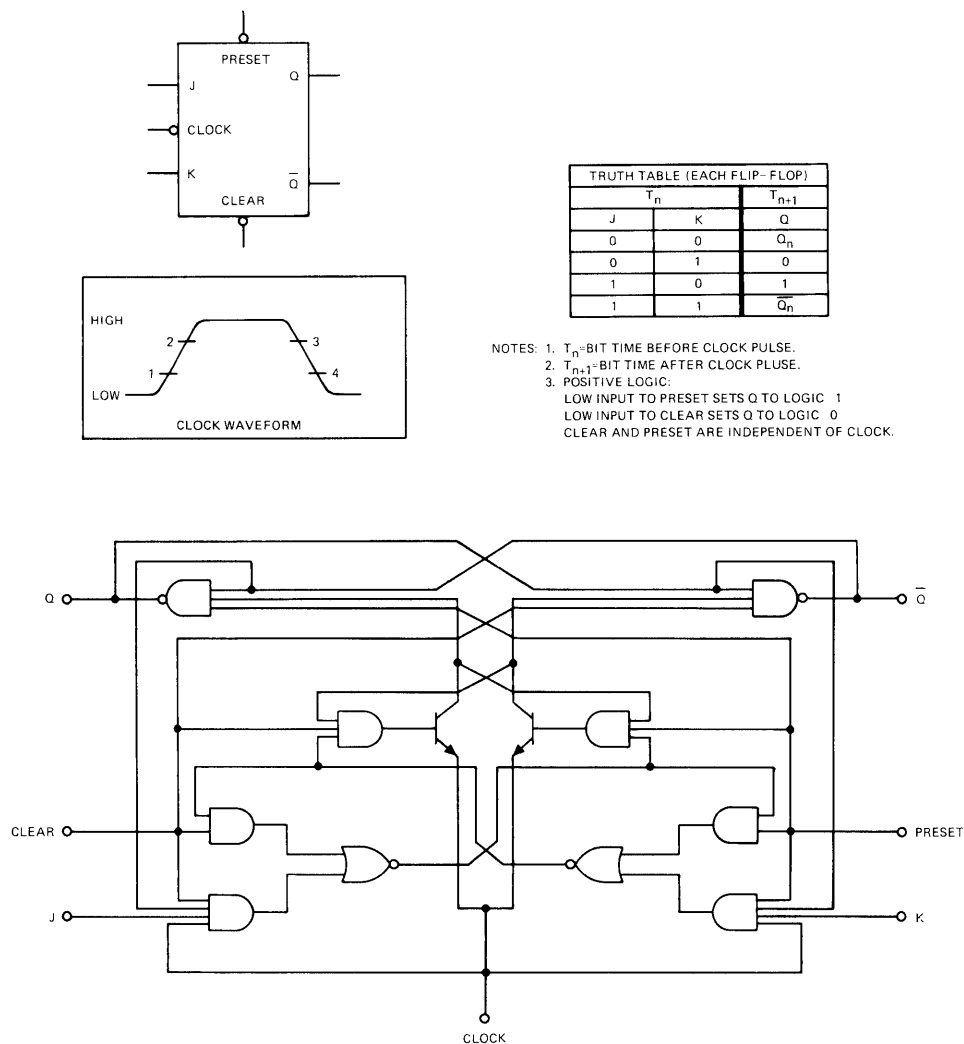 PRESET
J
Q
CLOCK
K
Q̅
CLEAR
HIGH
2
3
1
4
LOW
CLOCK WAVEFORM
TRUTH TABLE (EACH FLIP-FLOP)
Tn Tn+1
J K Q
0 0 Qn
0 1 0
1 0 1
1 1 Q̅n̅
NOTES: 1. Tn=BIT TIME BEFORE CLOCK PULSE.
2. Tn+1=BIT TIME AFTER CLOCK PLUSE.
3. POSITIVE LOGIC:
LOW INPUT TO PRESET SETS Q TO LOGIC 1
LOW INPUT TO CLEAR SETS Q TO LOGIC 0
CLEAR AND PRESET ARE INDEPENDENT OF CLOCK.
Q
Q̅
CLEAR
PRESET
J
K
CLOCK